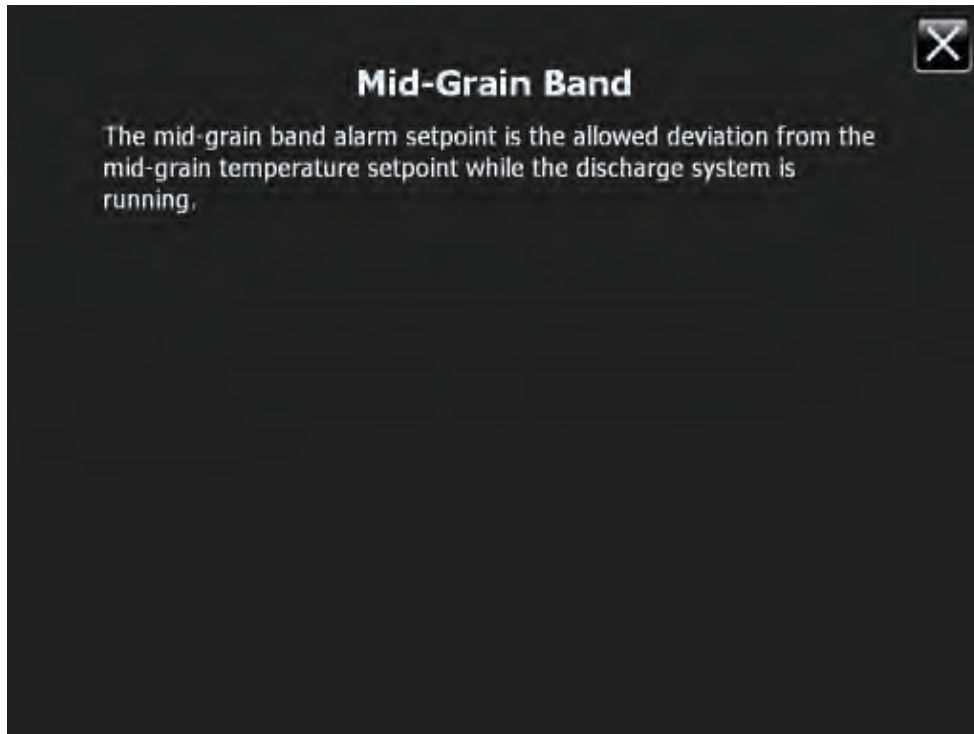 Mid-Grain Band
The mid-grain band alarm setpoint is the allowed deviation from the
mid-grain temperature setpoint while the discharge system is
running.